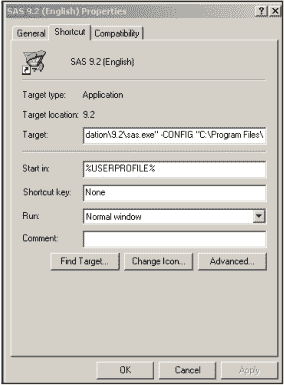 SAS 9.2 (English) Properties ? X
General Shortcut Compatibility
SAS 9.2 (English)
Target type: Application
Target location: 9.2
Target: dation\9.2\sas.exe" -CONFIG "C:\Program Files\
Start in: %USERPROFILE%
Shortcut key: None
Run: Normal window
Comment:
Find Target... Change Icon... Advanced...
OK Cancel Apply